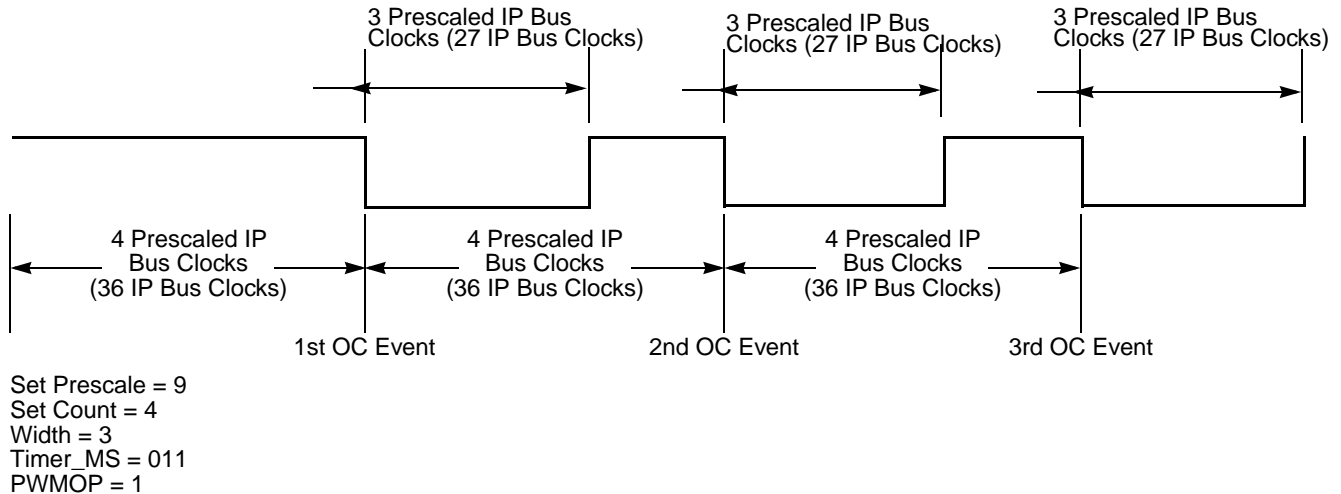 3 Prescaled IP Bus
Clocks (27 IP Bus Clocks)
3 Prescaled IP Bus
Clocks (27 IP Bus Clocks)
3 Prescaled IP Bus
Clocks (27 IP Bus Clocks)
4 Prescaled IP
Bus Clocks
(36 IP Bus Clocks)
4 Prescaled IP
Bus Clocks
(36 IP Bus Clocks)
4 Prescaled IP
Bus Clocks
(36 IP Bus Clocks)
1st OC Event
2nd OC Event
3rd OC Event
Set Prescale = 9
Set Count = 4
Width = 3
Timer_MS = 011
PWMOP = 1